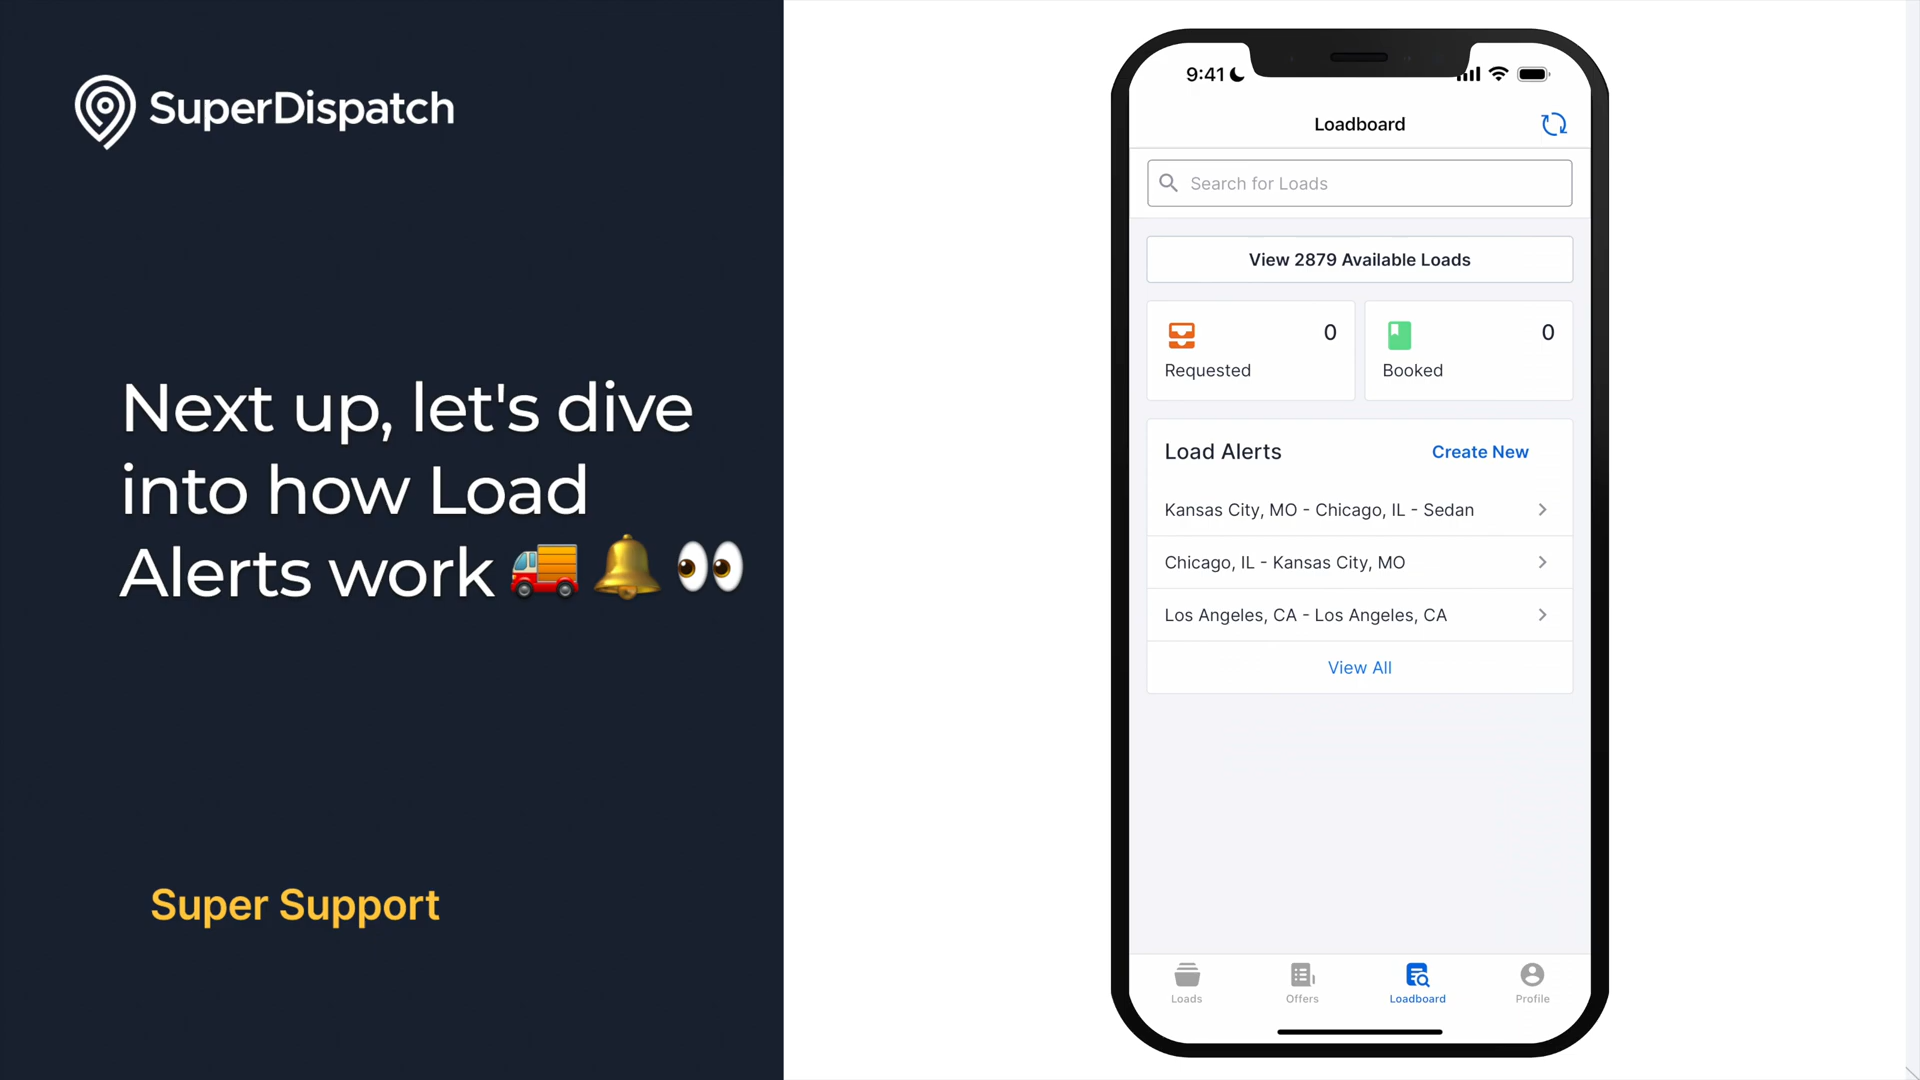 SuperDispatch
Next up, let's dive
into how Load
Alerts work 🚚 🔔 👀
Super Support
9:41
Loadboard
Search for Loads
View 2879 Available Loads
0
Requested
0
Booked
Load Alerts
Create New
Kansas City, MO - Chicago, IL - Sedan
Chicago, IL - Kansas City, MO
Los Angeles, CA - Los Angeles, CA
View All
Loads
Offers
Loadboard
Profile